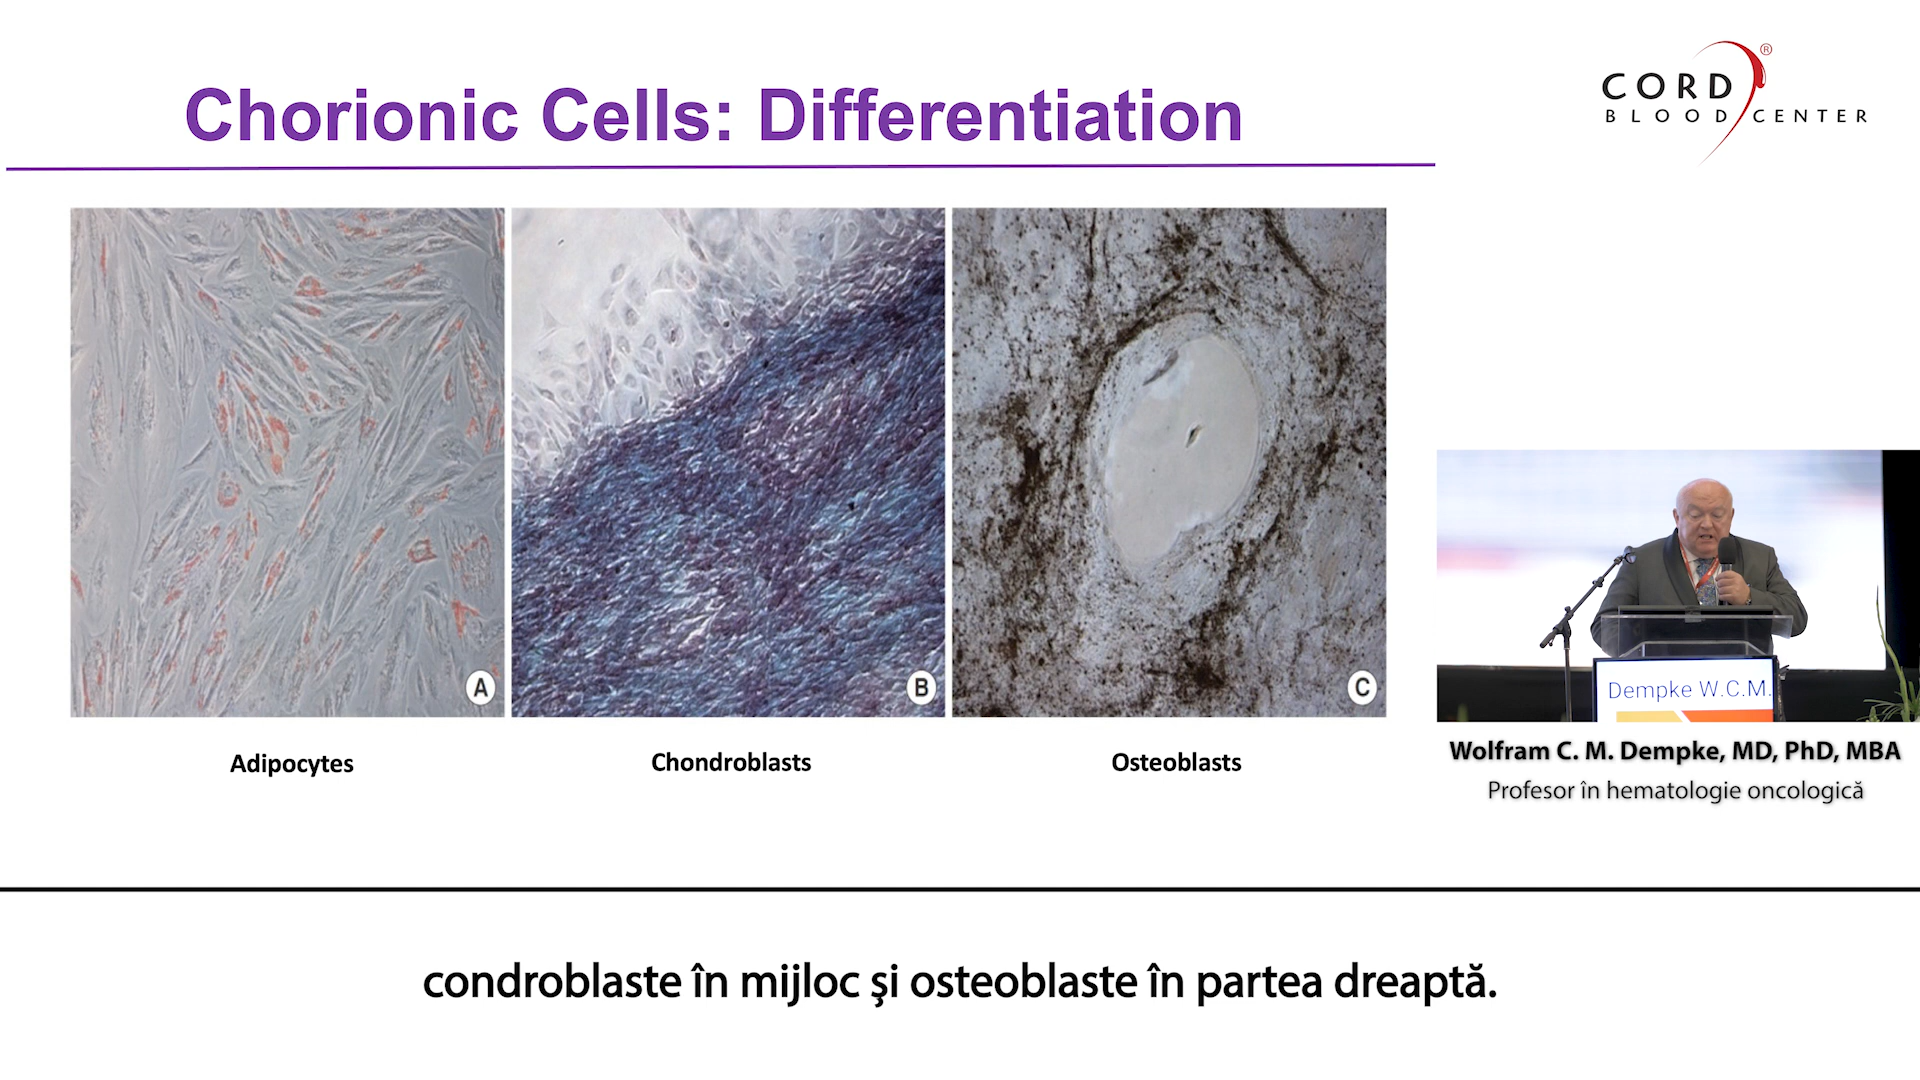 Chorionic Cells: Differentiation
CORD
BLOOD CENTER
®
A
B
C
Adipocytes
Chondroblasts
Osteoblasts
Dempke W.C.M.
Wolfram C. M. Dempke, MD, PhD, MBA
Profesor în hematologie oncologică
condroblaste în mijloc și osteoblaste în partea dreaptă.